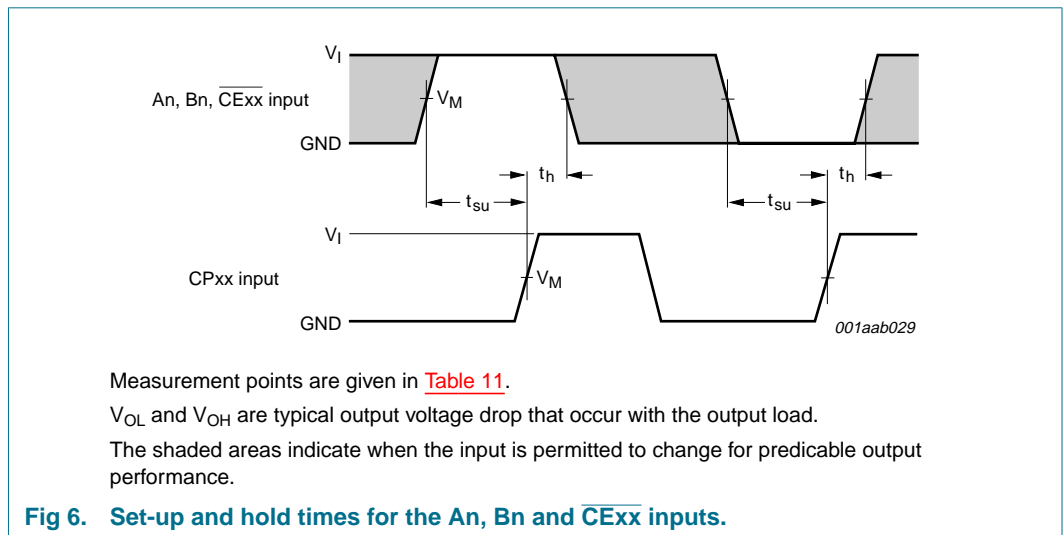 V_I
An, Bn, C̅E̅x̅x̅ input
V_M
GND
t_h
t_h
t_su
t_su
V_I
CPxx input
V_M
GND
001aab029
Measurement points are given in Table 11.
V_OL and V_OH are typical output voltage drop that occur with the output load.
The shaded areas indicate when the input is permitted to change for predicable output
performance.
Fig 6. Set-up and hold times for the An, Bn and C̅E̅x̅x̅ inputs.